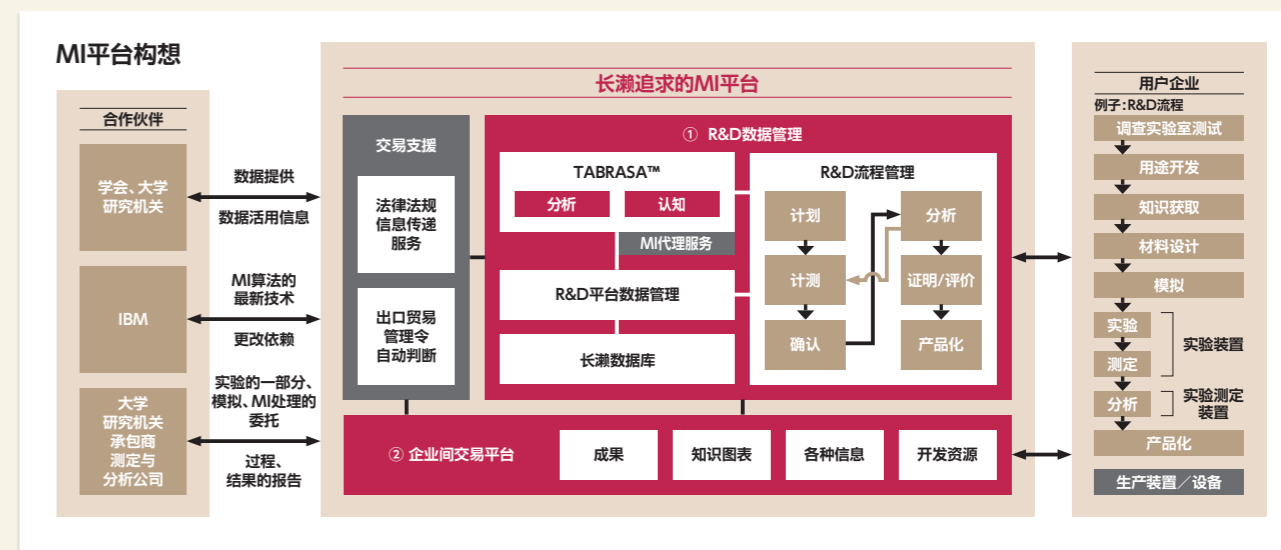 MI平台构想
合作伙伴
学会、大学
研究机关
IBM
大学
研究机关
承包商
测定与
分析公司
数据提供
数据活用信息
MI算法的
最新技术
更改依赖
实验的一部分、
模拟、MI处理的
委托
过程、
结果的报告
长濑追求的MI平台
交易支援
法律法规
信息传递
服务
出口贸易
管理令
自动判断
① R&D数据管理
TABRASA™
分析
认知
MI代理服务
R&D平台数据管理
长濑数据库
R&D流程管理
计划
计测
确认
分析
证明/评价
产品化
② 企业间交易平台
成果
知识图表
各种信息
开发资源
用户企业
例子:R&D流程
调查实验室测试
用途开发
知识获取
材料设计
模拟
实验
测定
实验装置
分析
实验测定
装置
产品化
生产装置／设备